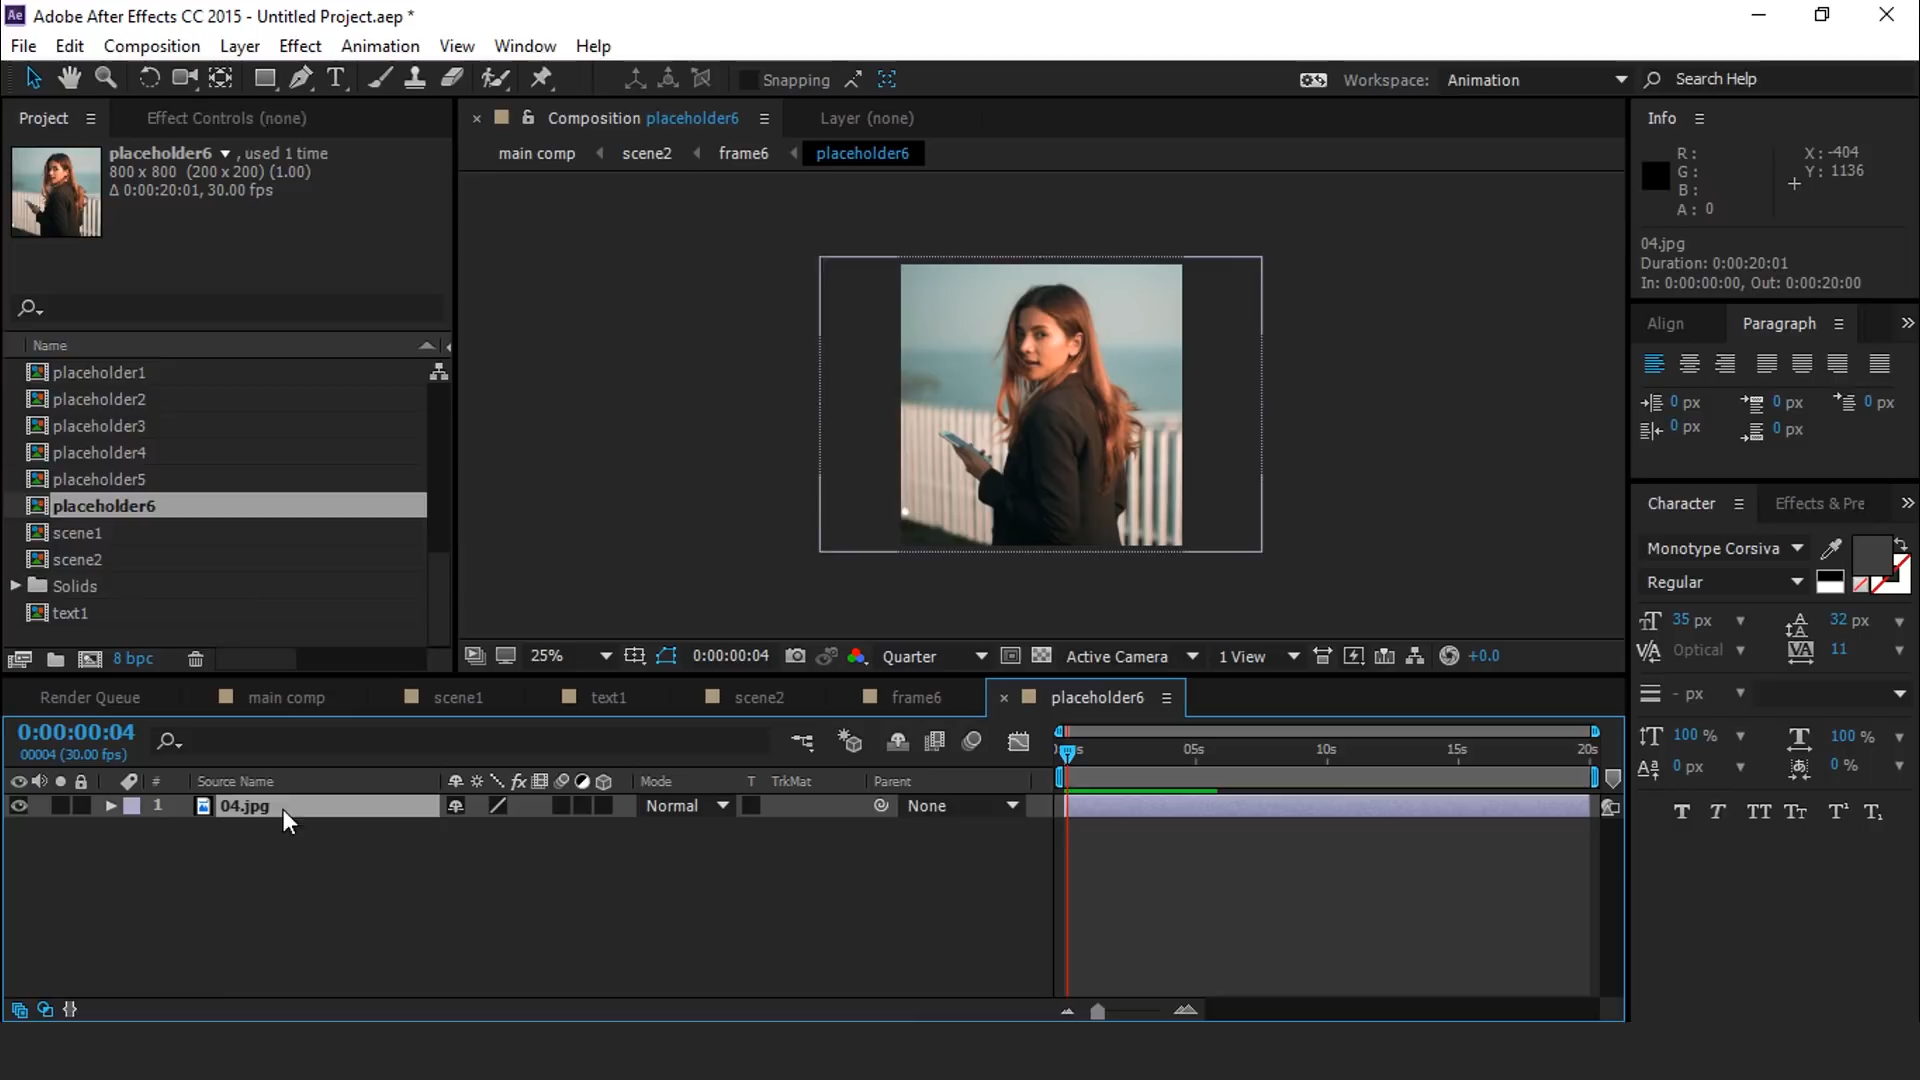 Ae Adobe After Effects CC 2015 - Untitled Project.aep *
File Edit Composition Layer Effect Animation View Window Help
Snapping Workspace: Animation Search Help
Project Effect Controls (none)
placeholder6 , used 1 time
800 x 800 (200 x 200) (1.00)
Δ 0:00:20:01, 30.00 fps
Name
placeholder1
placeholder2
placeholder3
placeholder4
placeholder5
placeholder6
scene1
scene2
Solids
text1
8 bpc
Composition placeholder6 Layer (none)
main comp scene2 frame6 placeholder6
25% 0:00:00:04 Quarter Active Camera 1 View +0.0
Info
R: X: -404
G: Y: 1136
B:
A: 0
04.jpg
Duration: 0:00:20:01
In: 0:00:00:00, Out: 0:00:20:00
Align Paragraph
0 px 0 px 0 px
0 px 0 px
Character Effects & Pre
Monotype Corsiva
Regular
35 px 32 px
Optical 11
- px
100 % 100 %
0 px 0 %
T T TT Tт T¹ T₁
Render Queue main comp scene1 text1 scene2 frame6 placeholder6
0:00:00:04
00004 (30.00 fps)
05s 10s 15s 20s
# Source Name Mode T TrkMat Parent
1 04.jpg Normal None